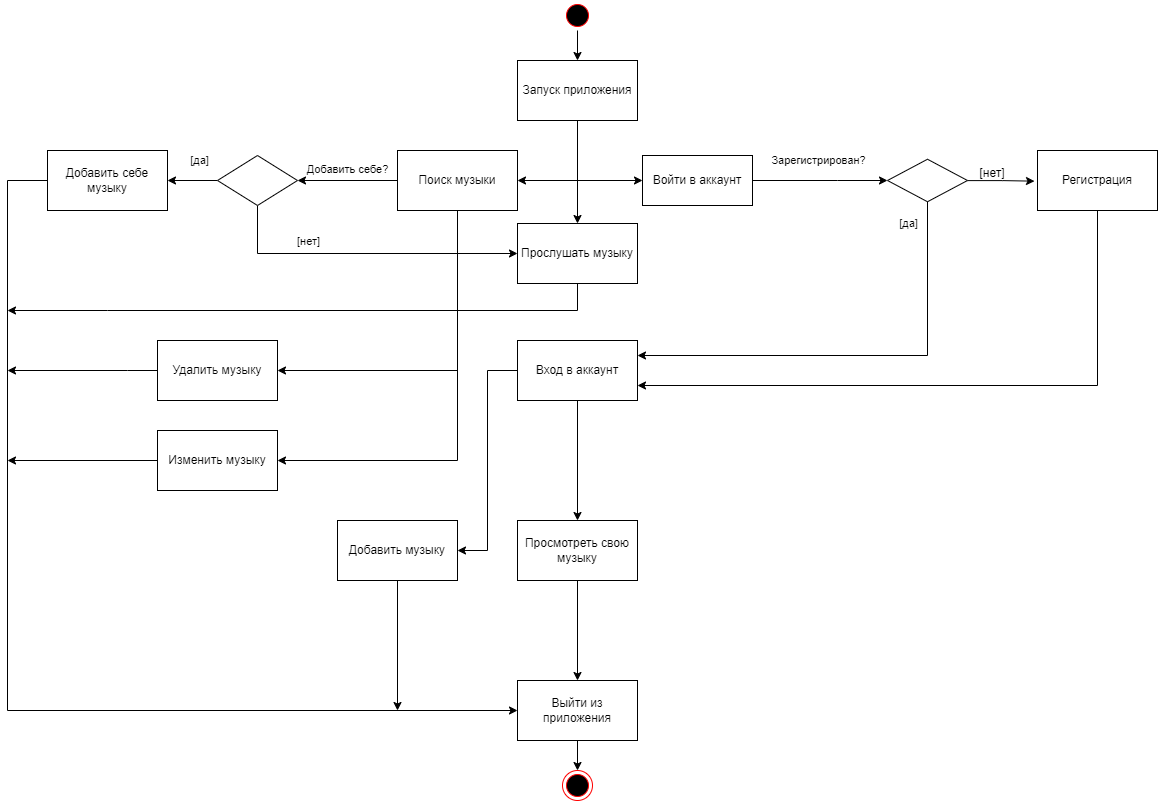 Запуск приложения
Добавить себе
музыку
[да]
Добавить себе?
Поиск музыки
Войти в аккаунт
Зарегистрирован?
[нет]
Регистрация
[да]
[нет]
Прослушать музыку
Удалить музыку
Вход в аккаунт
Изменить музыку
Добавить музыку
Просмотреть свою
музыку
Выйти из
приложения